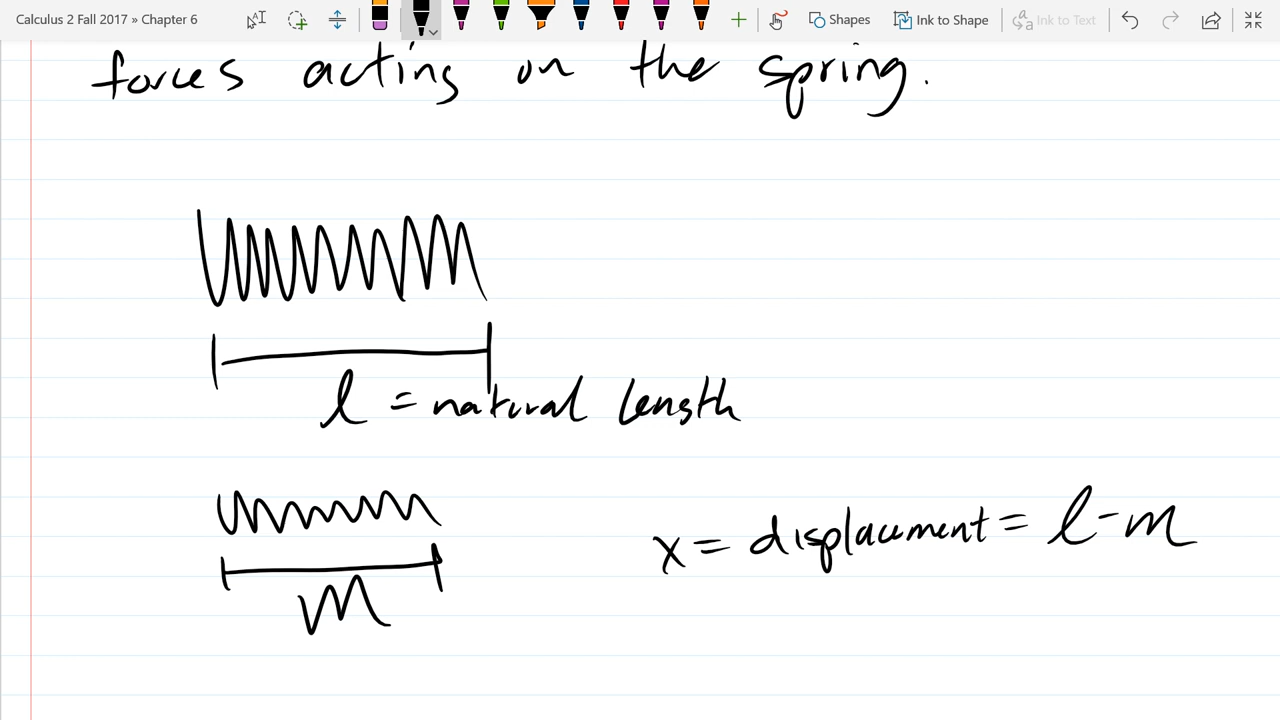 Calculus 2 Fall 2017 » Chapter 6
Shapes
Ink to Shape
Ink to Text
forces acting on the spring.
l = natural length
x = displacement = l - m
m